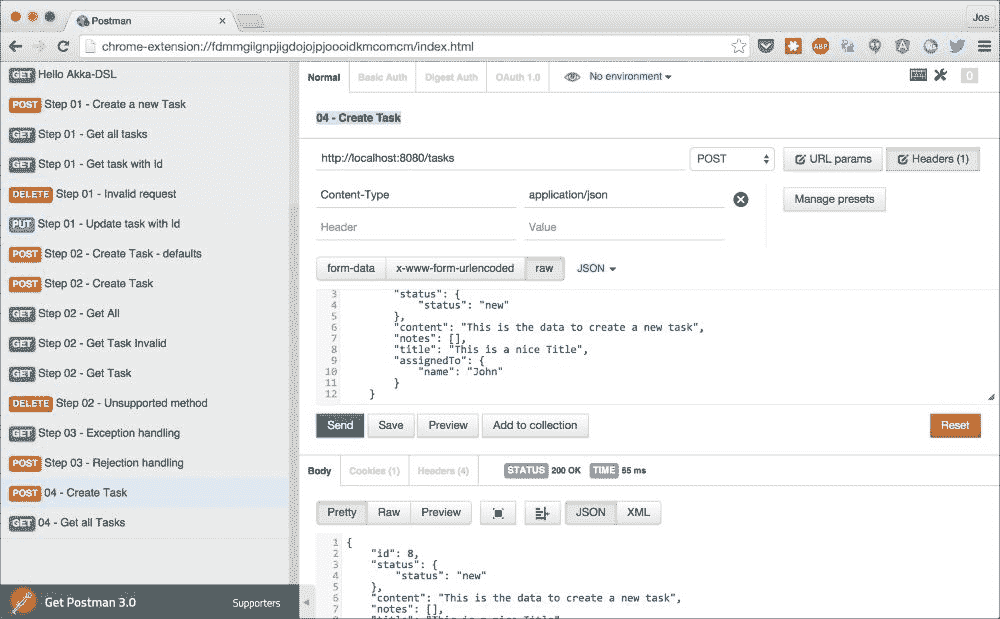 Postman
Jos
chrome-extension://fdmmgilgnpjigdojojpjoooidkmcomcm/index.html
ABP
GET Hello Akka-DSL
POST Step 01 - Create a new Task
GET Step 01 - Get all tasks
GET Step 01 - Get task with Id
DELETE Step 01 - Invalid request
PUT Step 01 - Update task with Id
POST Step 02 - Create Task - defaults
POST Step 02 - Create Task
GET Step 02 - Get All
GET Step 02 - Get Task Invalid
GET Step 02 - Get Task
DELETE Step 02 - Unsupported method
GET Step 03 - Exception handling
POST Step 03 - Rejection handling
POST 04 - Create Task
GET 04 - Get all Tasks
Get Postman 3.0 Supporters
Normal Basic Auth Digest Auth OAuth 1.0 No environment 0
04 - Create Task
http://localhost:8080/tasks POST URL params Headers (1)
Content-Type application/json Manage presets
Header Value
form-data x-www-form-urlencoded raw JSON
3 "status": {
4 "status": "new"
5 },
6 "content": "This is the data to create a new task",
7 "notes": [],
8 "title": "This is a nice Title",
9 "assignedTo": {
10 "name": "John"
11 }
12 }
Send Save Preview Add to collection Reset
Body Cookies (1) Headers (4) STATUS 200 OK TIME 55 ms
Pretty Raw Preview JSON XML
1 {
2 "id": 8,
3 "status": {
4 "status": "new"
5 },
6 "content": "This is the data to create a new task",
7 "notes": [],
"title": "This is a nice Title",